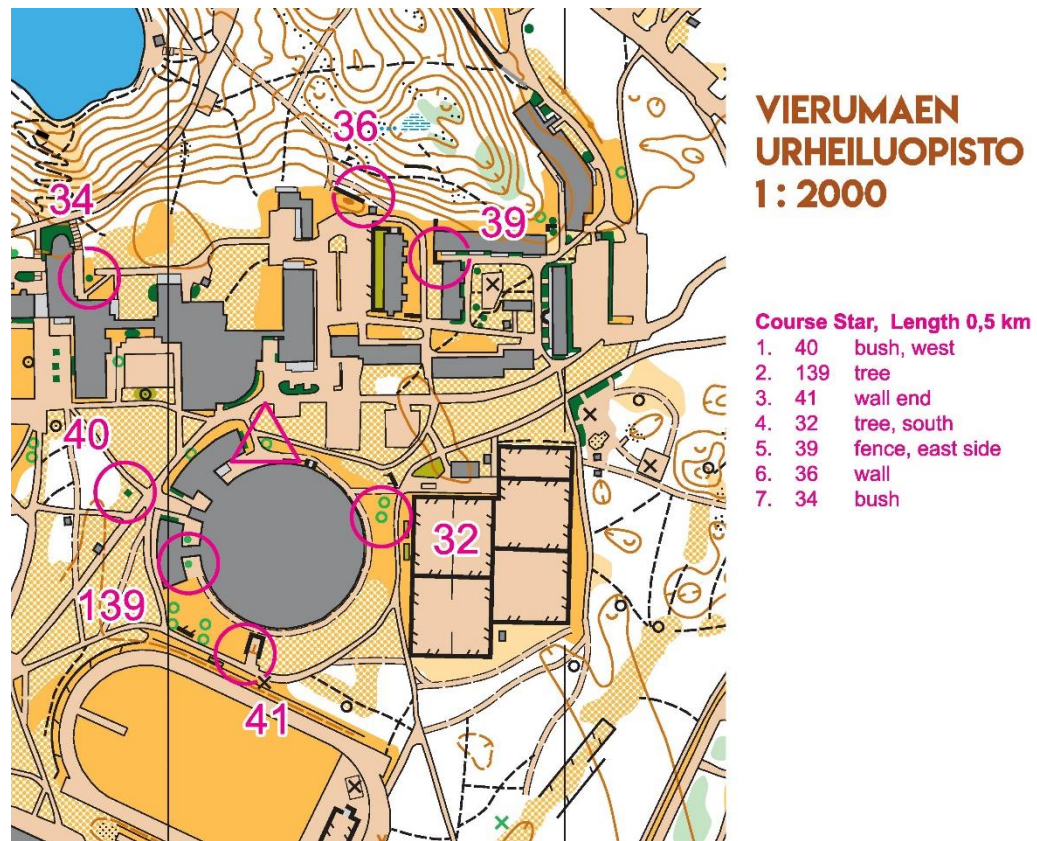 VIERUMAEN
URHEILUOPISTO
1 : 2000
Course Star, Length 0,5 km
1. 40 bush, west
2. 139 tree
3. 41 wall end
4. 32 tree, south
5. 39 fence, east side
6. 36 wall
7. 34 bush
36
34
39
40
32
139
41